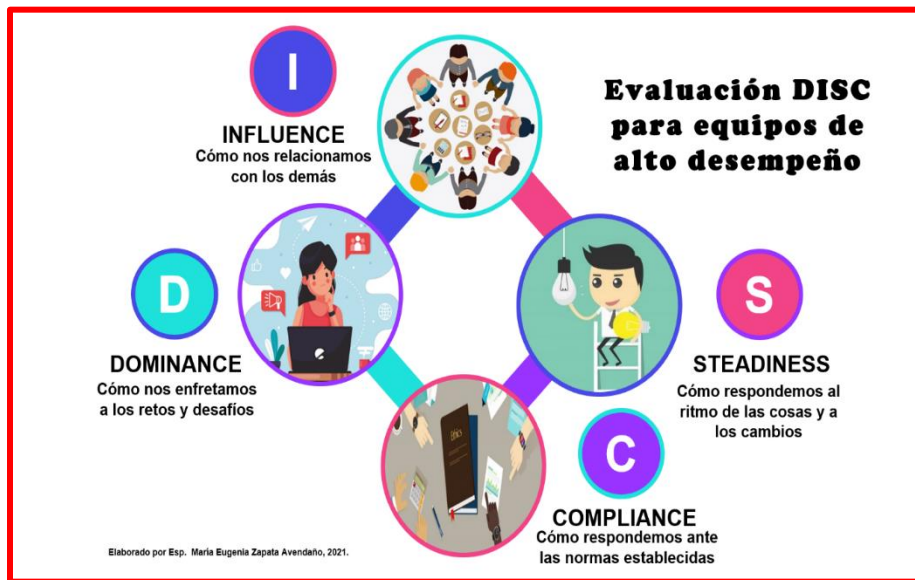 Evaluación DISC
para equipos de
alto desempeño
I
INFLUENCE
Cómo nos relacionamos
con los demás
D
DOMINANCE
Cómo nos enfretamos
a los retos y desafíos
S
STEADINESS
Cómo respondemos al
ritmo de las cosas y a
los cambios
Ethics
C
COMPLIANCE
Cómo respondemos ante
las normas establecidas
Elaborado por Esp. María Eugenia Zapata Avendaño, 2021.